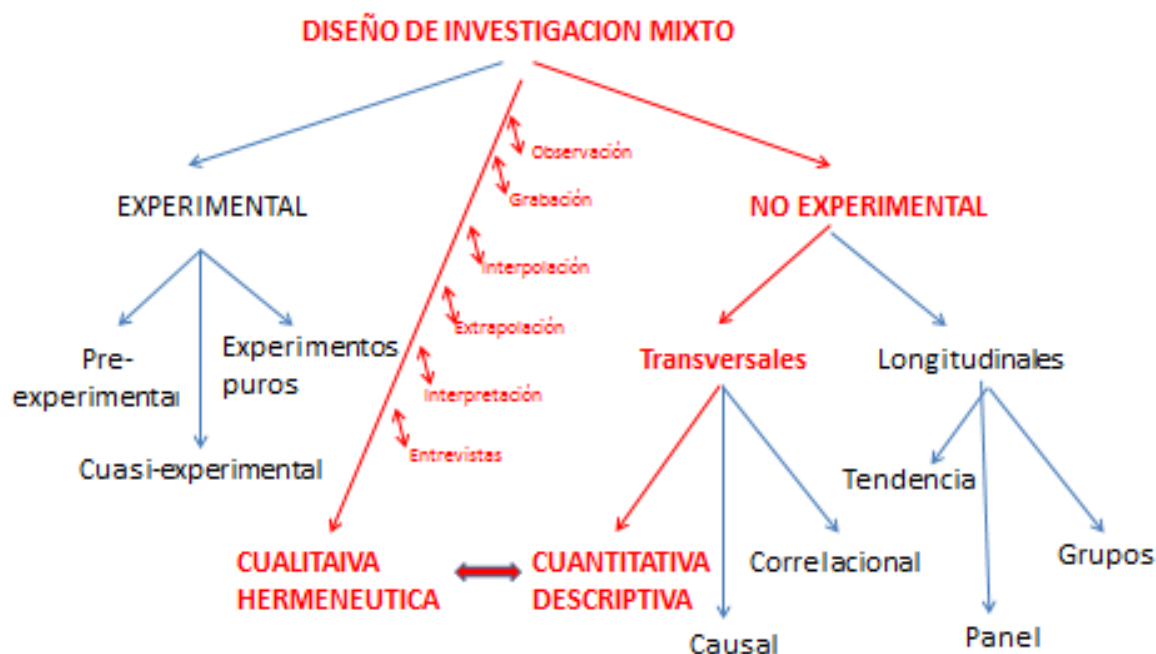 DISEÑO DE INVESTIGACION MIXTO
Observación
Grabación
EXPERIMENTAL
NO EXPERIMENTAL
Interpolación
Extrapolación
Pre-
experimental
Experimentos
puros
Transversales
Longitudinales
Interpretación
Entrevistas
Cuasi-experimental
Tendencia
CUALITAIVA
HERMENEUTICA
CUANTITATIVA
DESCRIPTIVA
Correlacional
Grupos
Causal
Panel